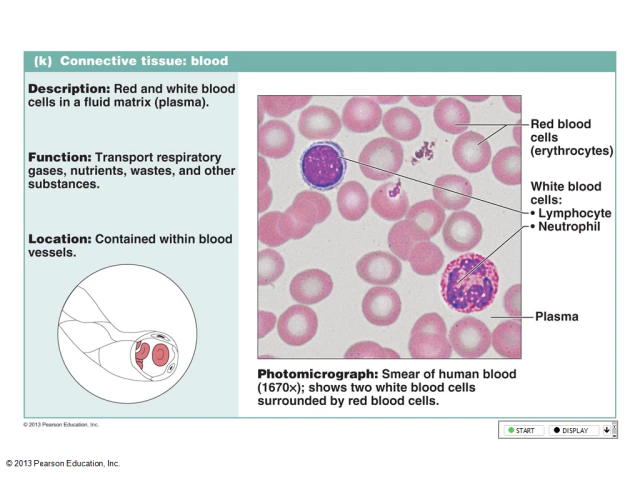 (k) Connective tissue: blood
Description: Red and white blood
cells in a fluid matrix (plasma).
Function: Transport respiratory
gases, nutrients, wastes, and other
substances.
Location: Contained within blood
vessels.
Red blood
cells
(erythrocytes)
White blood
cells:
• Lymphocyte
• Neutrophil
Plasma
Photomicrograph: Smear of human blood
(1670×); shows two white blood cells
surrounded by red blood cells.
© 2013 Pearson Education, Inc.
START
DISPLAY
© 2013 Pearson Education, Inc.